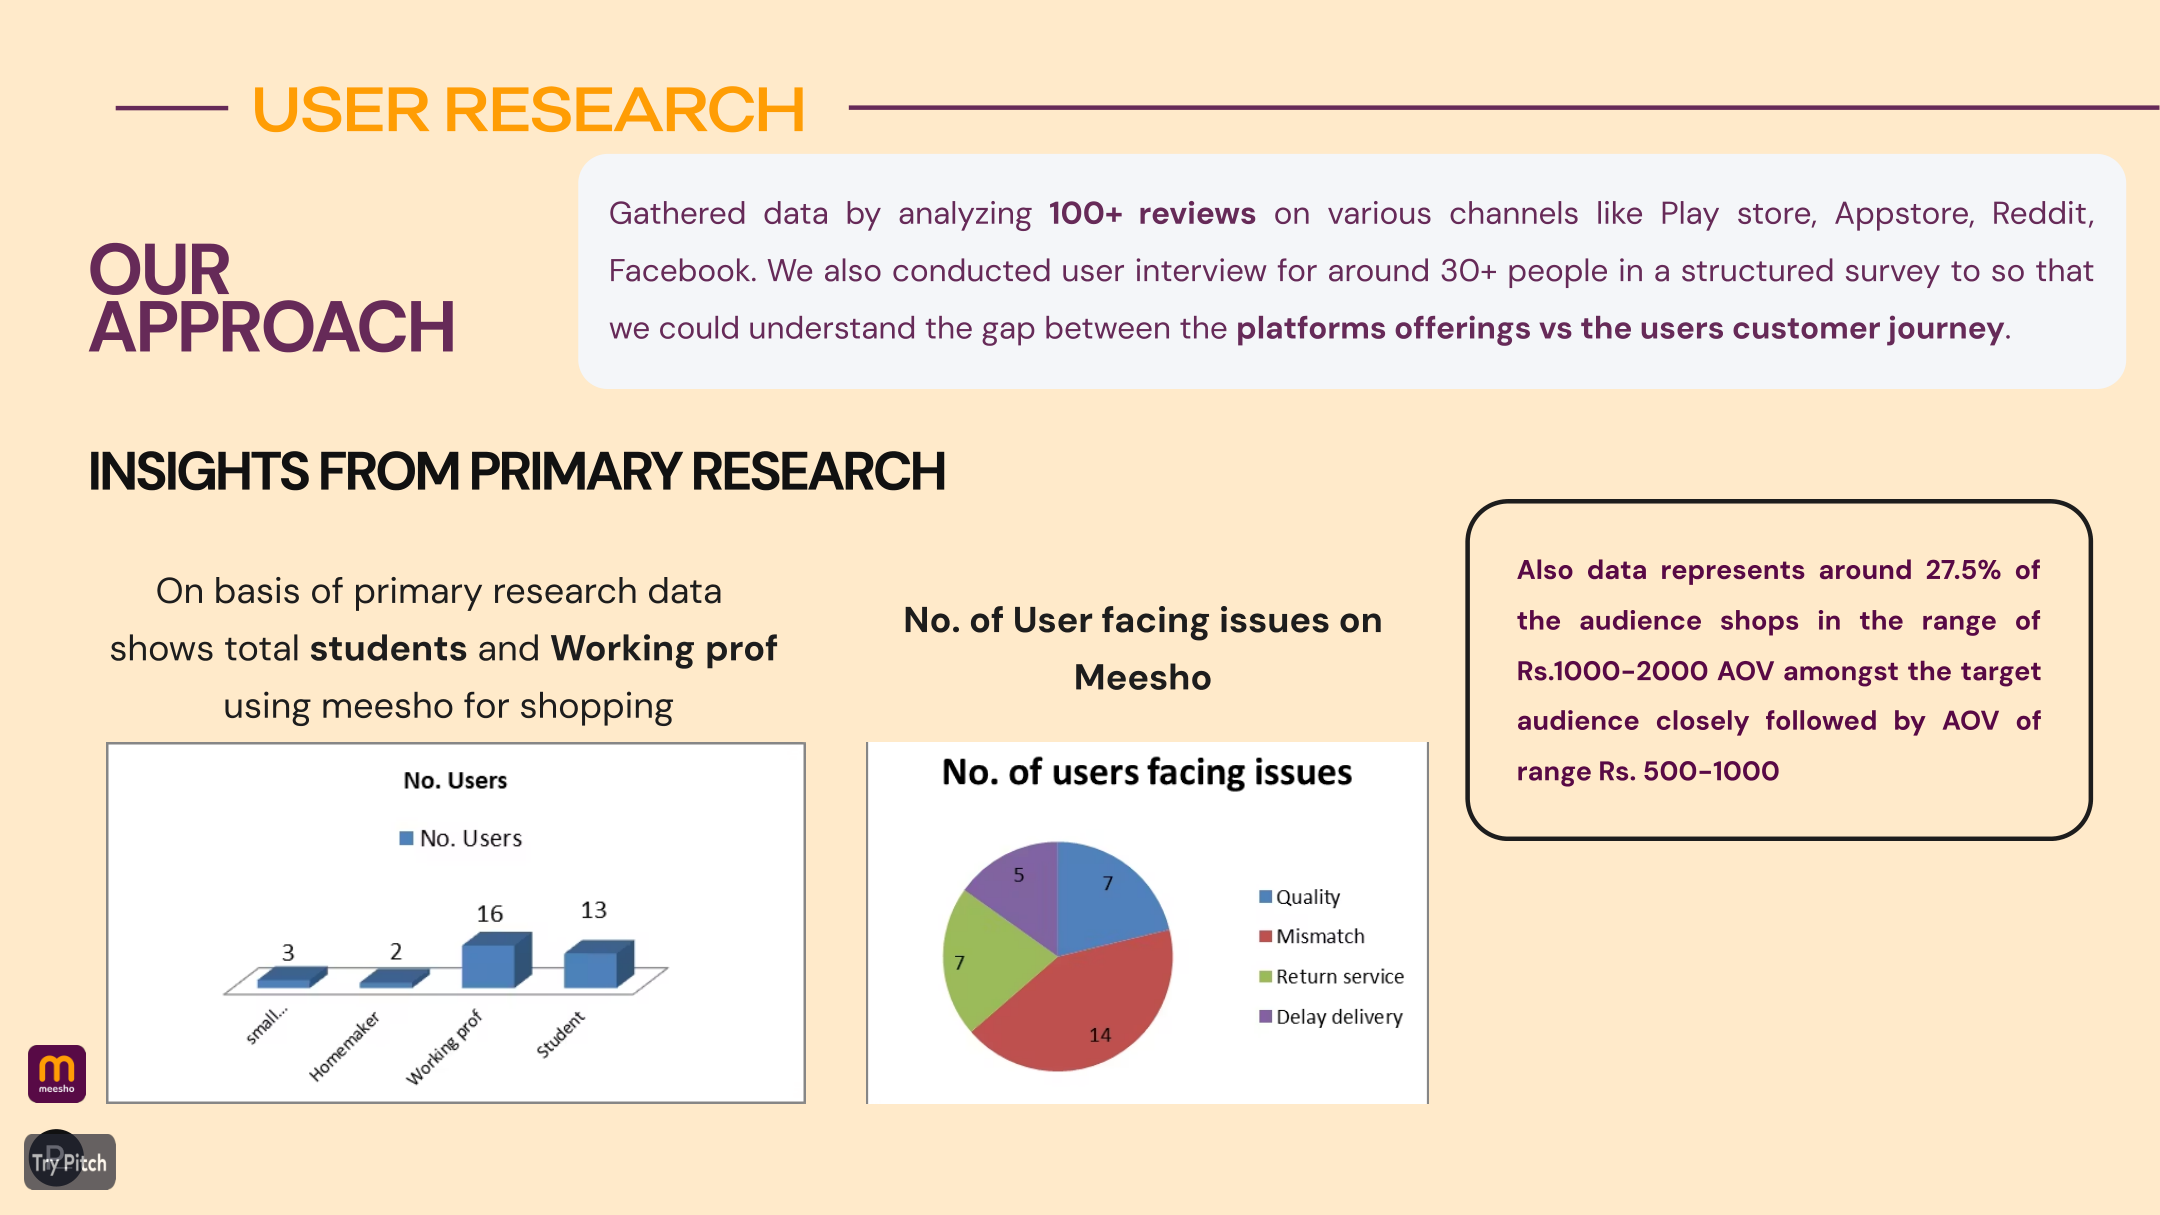 USER RESEARCH
OUR
APPROACH
Gathered data by analyzing 100+ reviews on various channels like Play store, Appstore, Reddit,
Facebook. We also conducted user interview for around 30+ people in a structured survey to so that
we could understand the gap between the platforms offerings vs the users customer journey.
INSIGHTS FROM PRIMARY RESEARCH
On basis of primary research data
shows total students and Working prof
using meesho for shopping
No. Users
No. Users
3
2
16
13
small...
Homemaker
Working prof
Student
No. of User facing issues on
Meesho
No. of users facing issues
5
7
7
14
Quality
Mismatch
Return service
Delay delivery
Also data represents around 27.5% of
the audience shops in the range of
Rs.1000-2000 AOV amongst the target
audience closely followed by AOV of
range Rs. 500-1000
meesho
Try Pitch